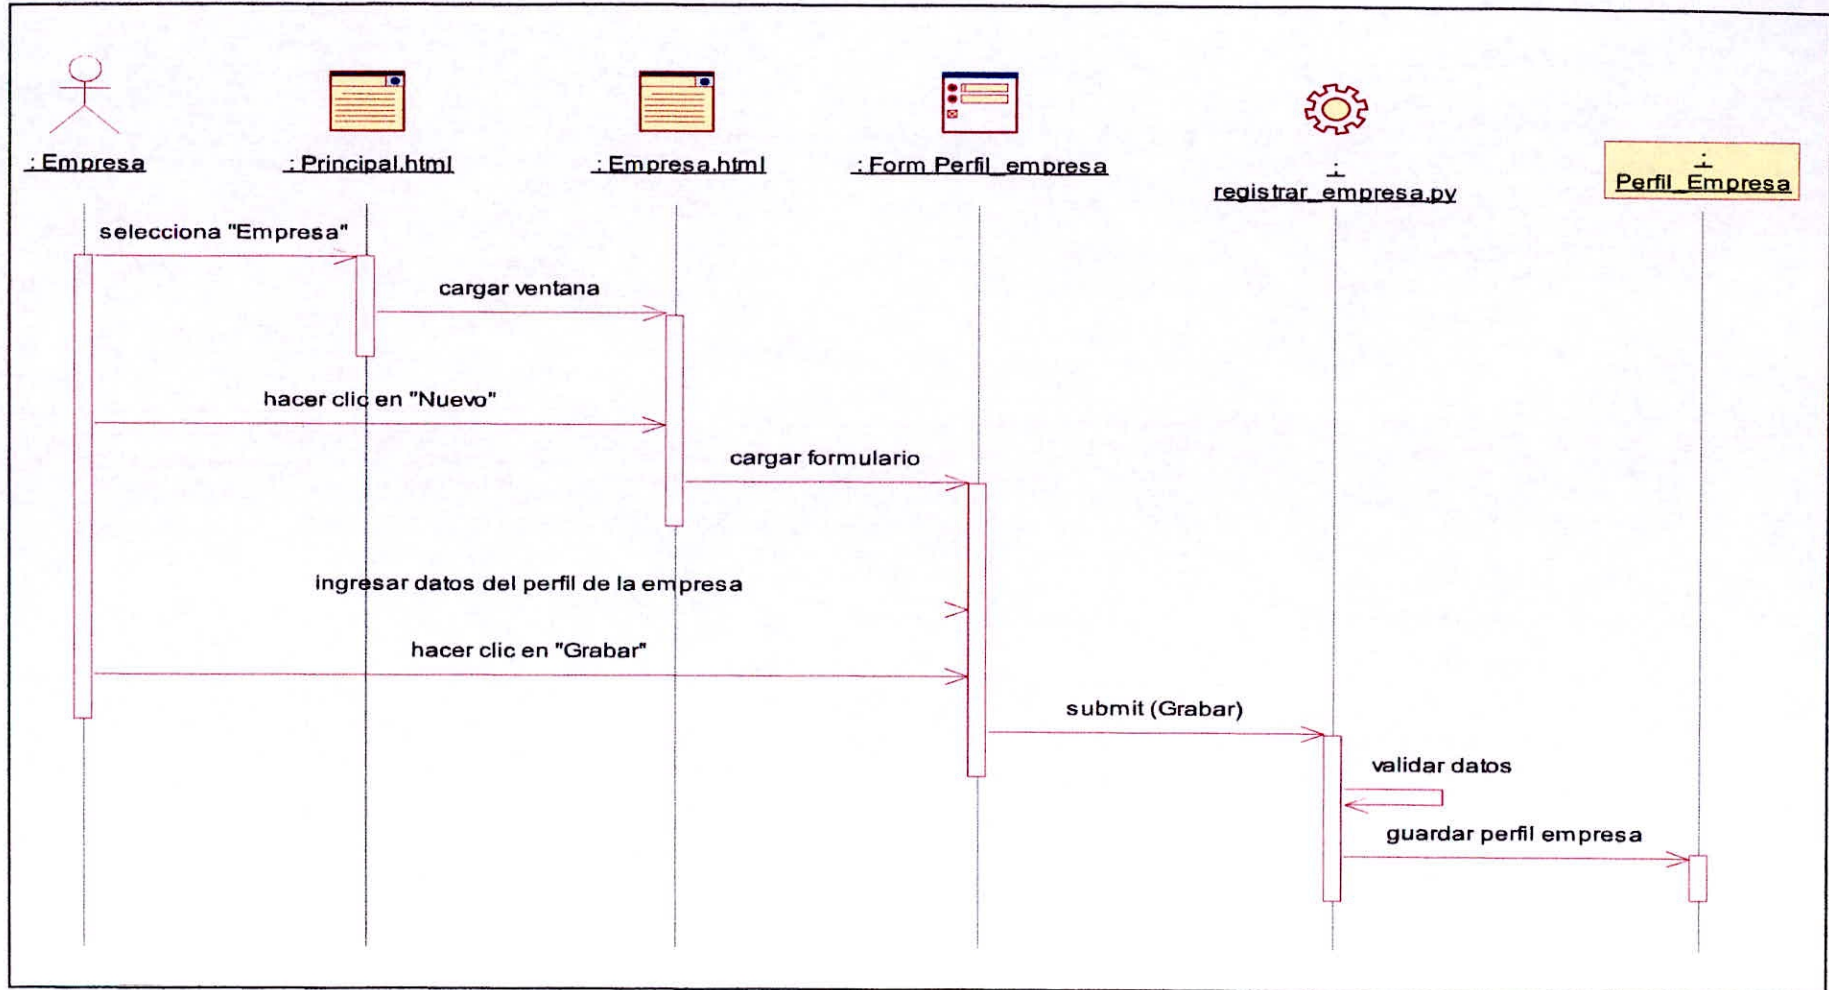 : Empresa
: Principal.html
: Empresa.html
: Form Perfil_empresa
:
registrar_empresa.py
:
Perfil_Empresa
selecciona "Empresa"
cargar ventana
hacer clic en "Nuevo"
cargar formulario
ingresar datos del perfil de la empresa
hacer clic en "Grabar"
submit (Grabar)
validar datos
guardar perfil empresa